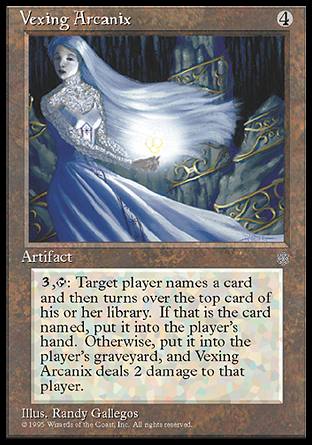 Vexing Arcanix 4
Artifact
3,: Target player names a card
and then turns over the top card of
his or her library. If that is the card
named, put it into the player's
hand. Otherwise, put it into the
player's graveyard, and Vexing
Arcanix deals 2 damage to that
player.
Illus. Randy Gallegos
©1995 Wizards of the Coast, Inc. All rights reserved.